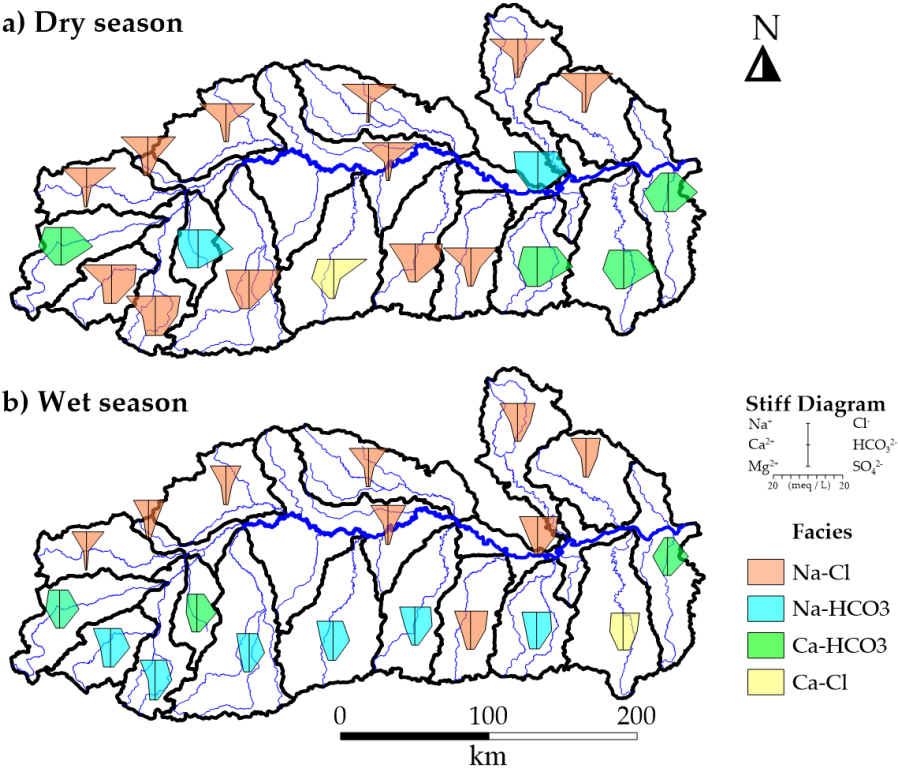 a) Dry season
N
b) Wet season
Stiff Diagram
Na⁺ Cl⁻
Ca²⁺ HCO₃²⁻
Mg²⁺ SO₄²⁻
20 (meq / L) 20
Facies
Na-Cl
Na-HCO3
Ca-HCO3
Ca-Cl
0 100 200
km